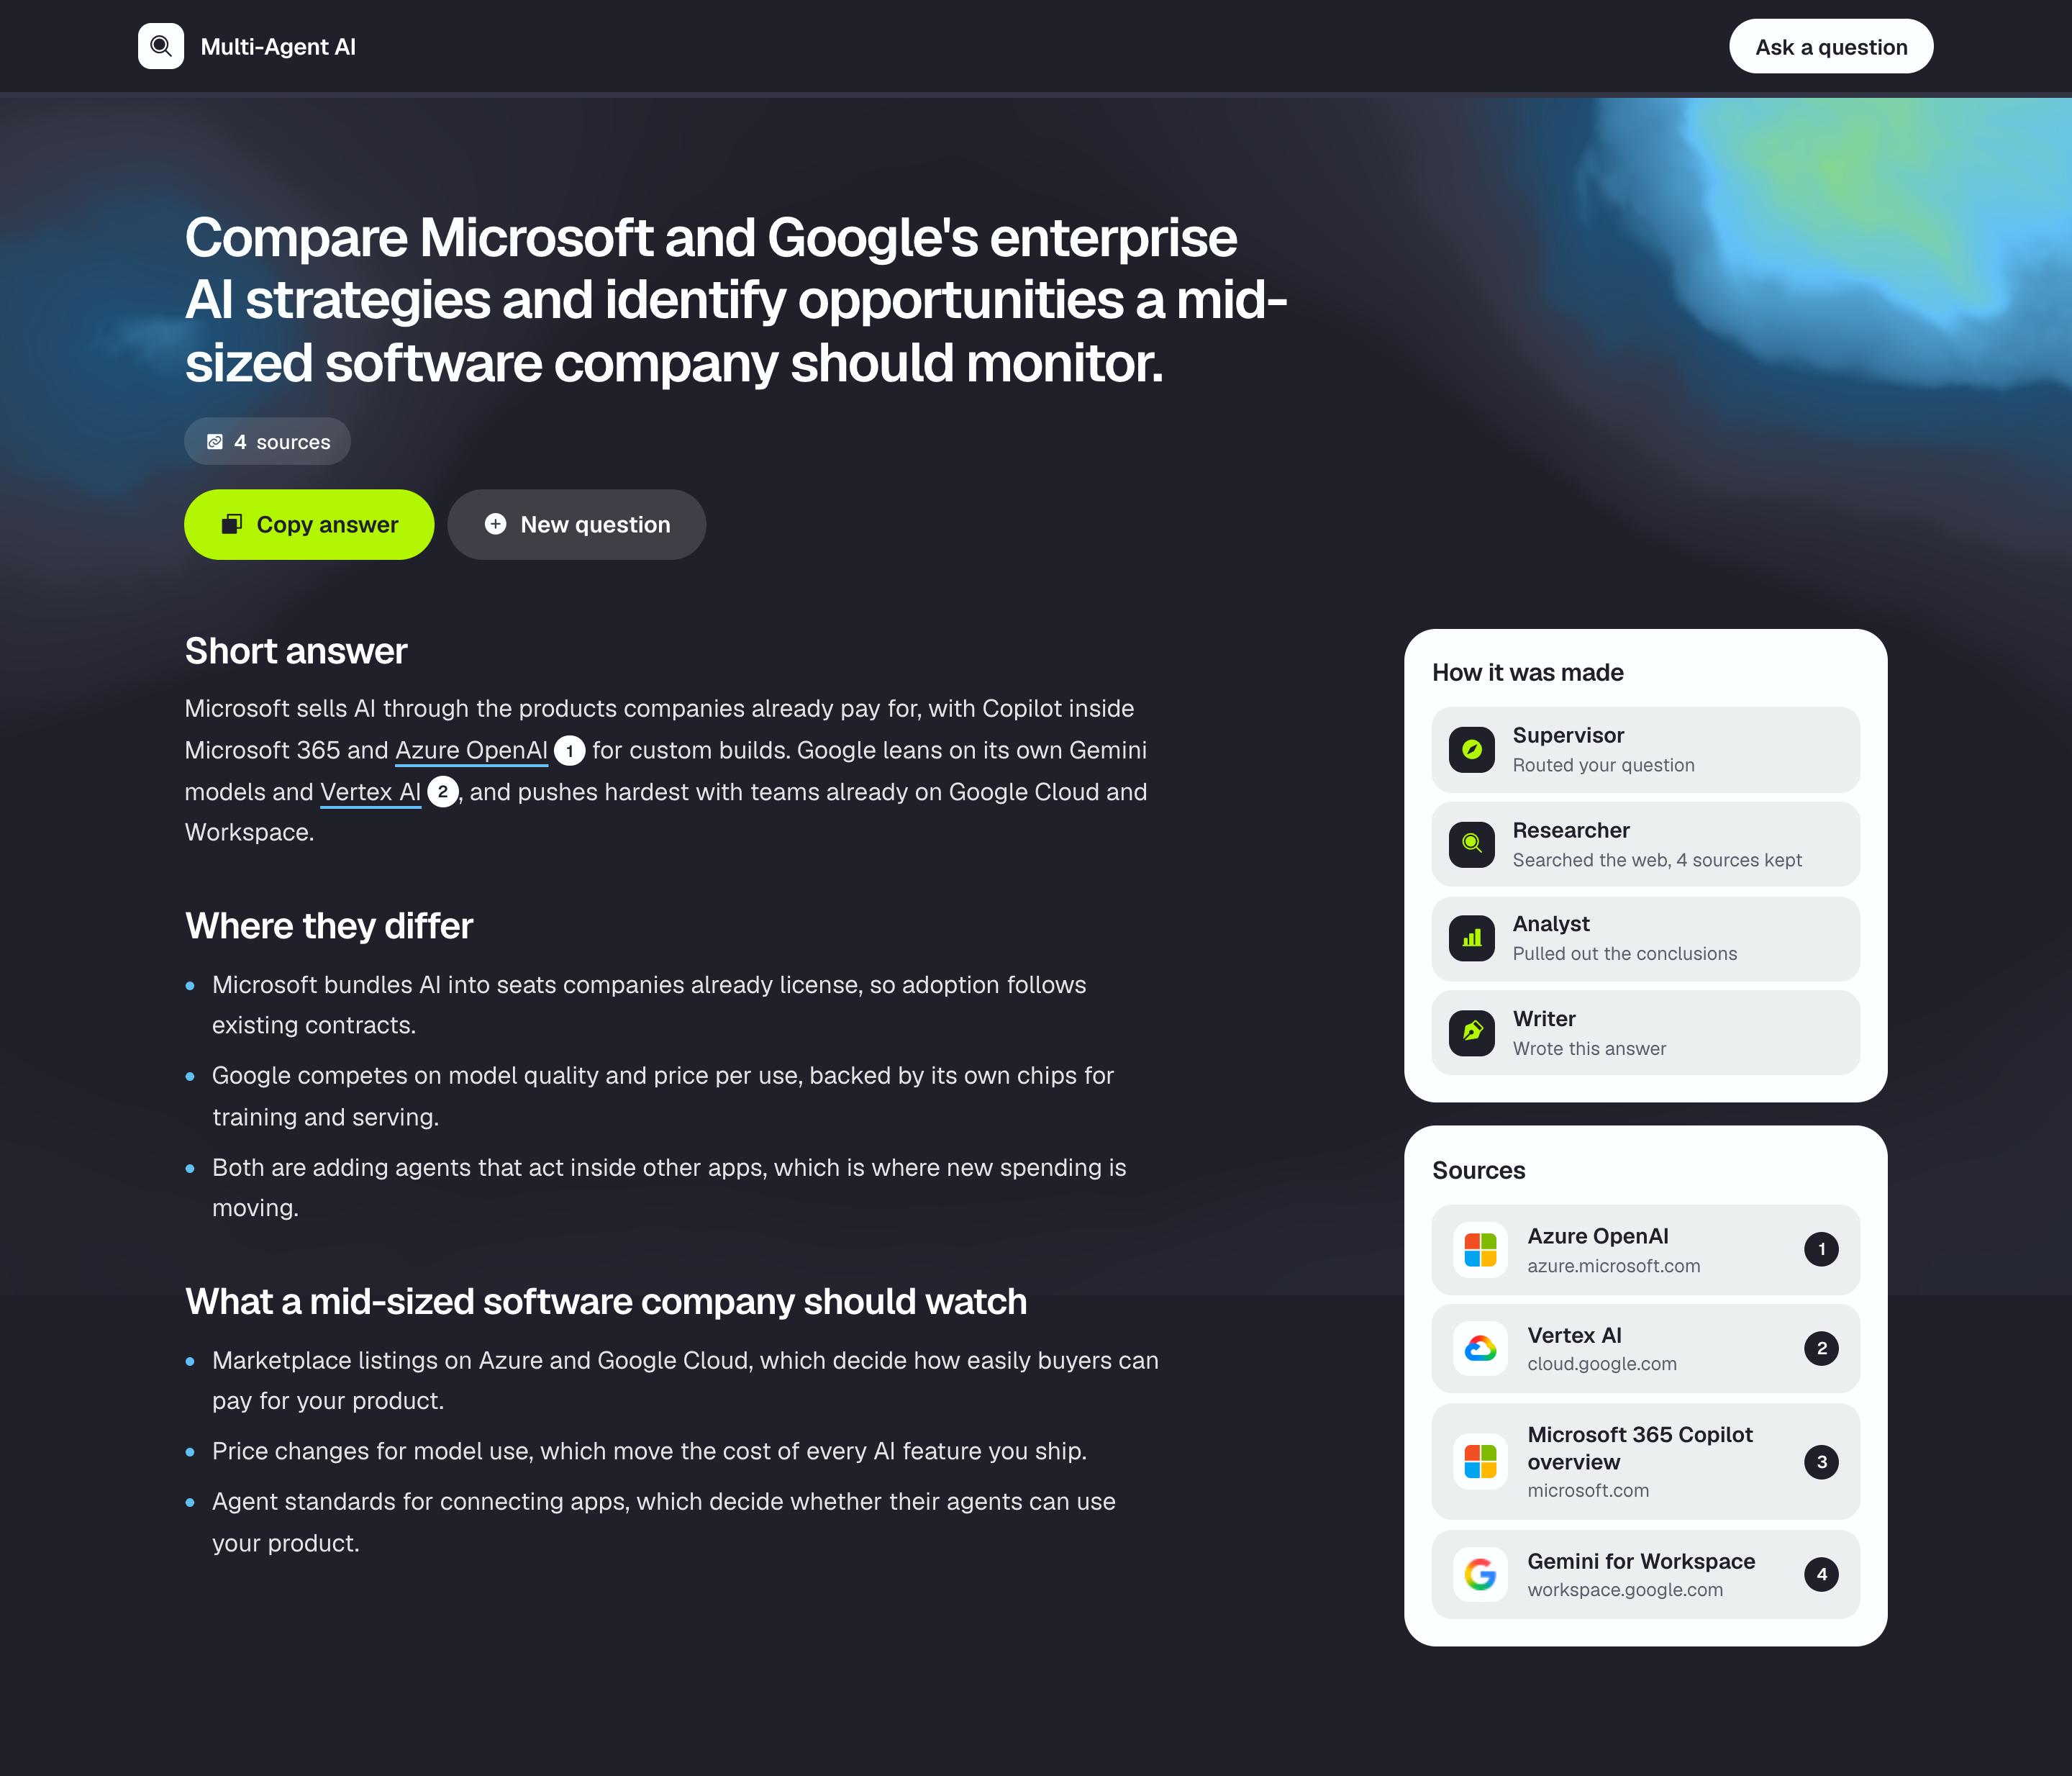 Multi-Agent AI
Ask a question
Compare Microsoft and Google's enterprise
AI strategies and identify opportunities a mid-
sized software company should monitor.
4 sources
Copy answer
New question
Short answer
Microsoft sells AI through the products companies already pay for, with Copilot inside
Microsoft 365 and Azure OpenAI 1 for custom builds. Google leans on its own Gemini
models and Vertex AI 2, and pushes hardest with teams already on Google Cloud and
Workspace.
Where they differ
Microsoft bundles AI into seats companies already license, so adoption follows
existing contracts.
Google competes on model quality and price per use, backed by its own chips for
training and serving.
Both are adding agents that act inside other apps, which is where new spending is
moving.
What a mid-sized software company should watch
Marketplace listings on Azure and Google Cloud, which decide how easily buyers can
pay for your product.
Price changes for model use, which move the cost of every AI feature you ship.
Agent standards for connecting apps, which decide whether their agents can use
your product.
How it was made
Supervisor
Routed your question
Researcher
Searched the web, 4 sources kept
Analyst
Pulled out the conclusions
Writer
Wrote this answer
Sources
Azure OpenAI
azure.microsoft.com
1
Vertex AI
cloud.google.com
2
Microsoft 365 Copilot
overview
microsoft.com
3
Gemini for Workspace
workspace.google.com
4